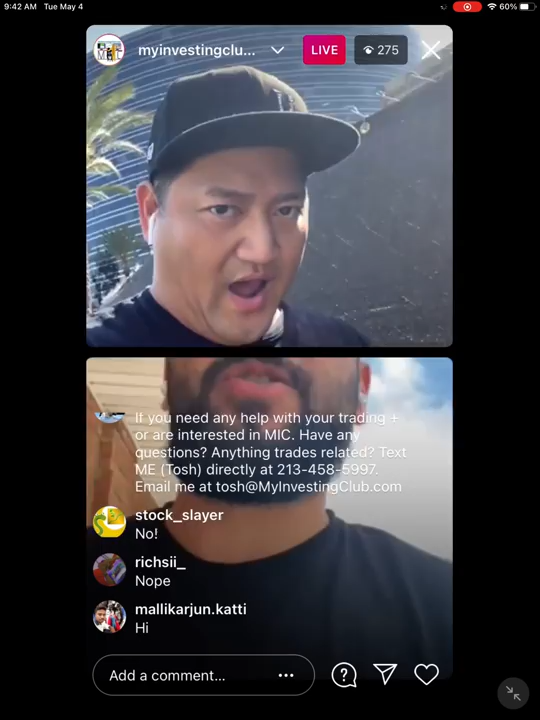 9:42 AM Tue May 4
60%
myinvestingclu...
LIVE
275
If you need any help with your trading +
or are interested in MIC. Have any
questions? Anything trades related? Text
ME (Tosh) directly at 213-458-5997.
Email me at tosh@MyInvestingClub.com
stock_slayer
No!
richsii_
Nope
mallikarjun.katti
Hi
Add a comment...